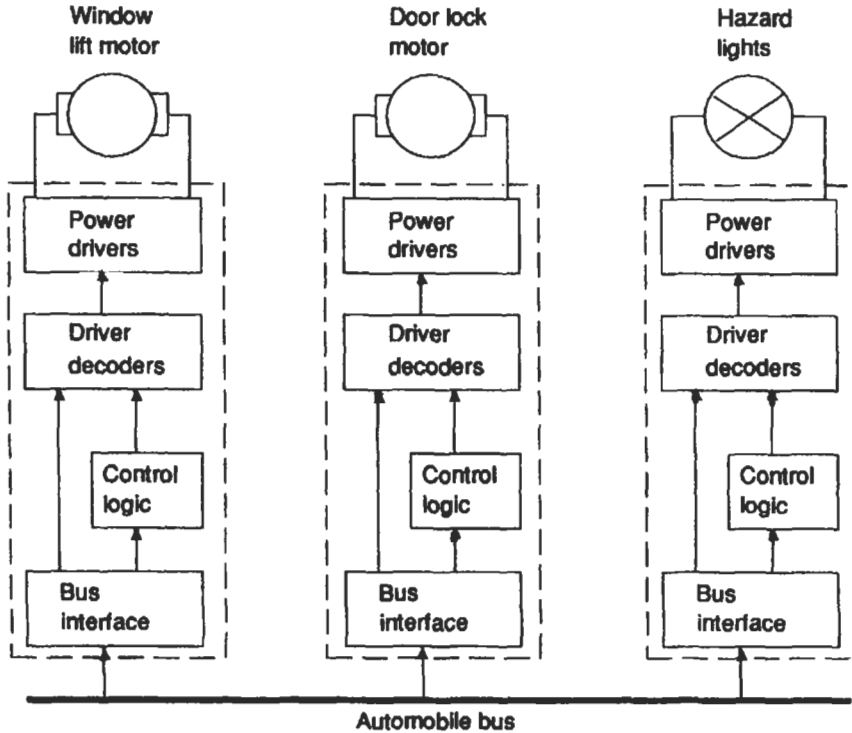 Window
lift motor
Door lock
motor
Hazard
lights
Power
drivers
Power
drivers
Power
drivers
Driver
decoders
Driver
decoders
Driver
decoders
Control
logic
Control
logic
Control
logic
Bus
interface
Bus
interface
Bus
interface
Automobile bus